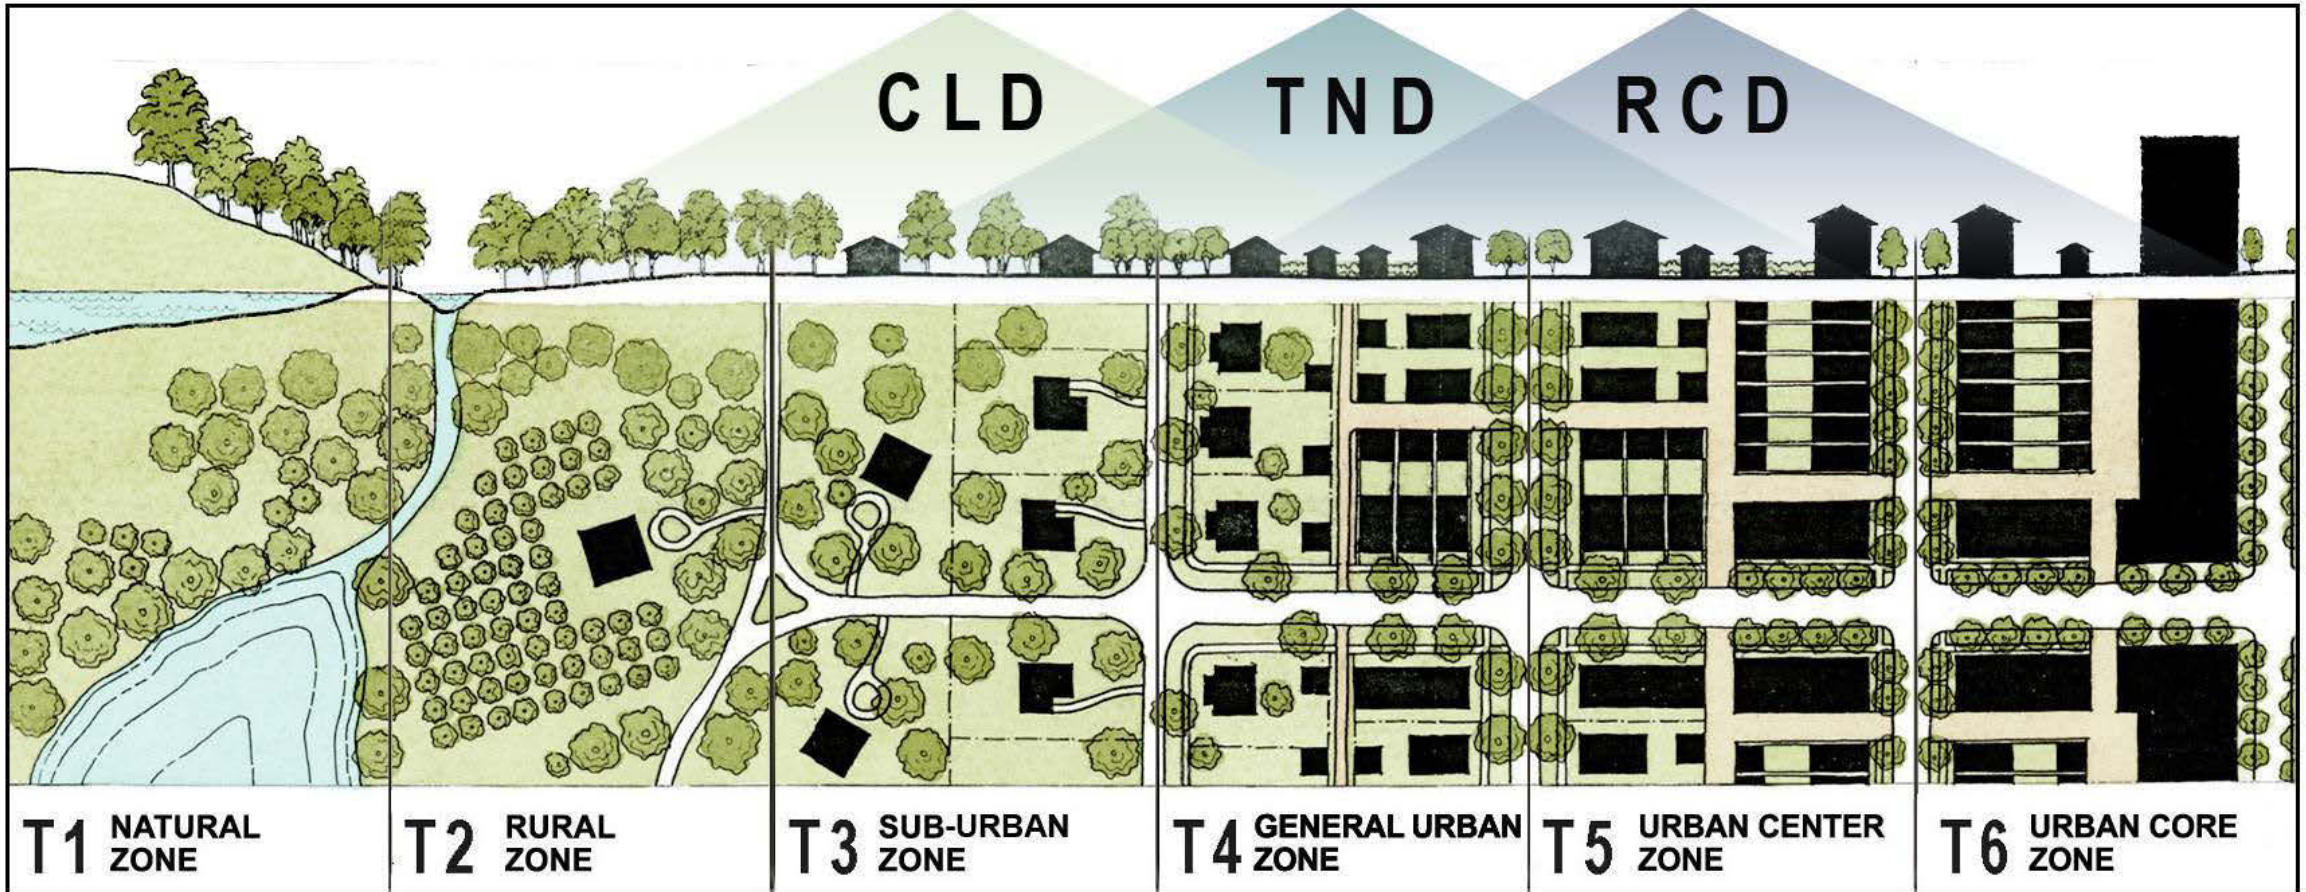 CLD
TND
RCD
T1 NATURAL
ZONE
T2 RURAL
ZONE
T3 SUB-URBAN
ZONE
T4 GENERAL URBAN
ZONE
T5 URBAN CENTER
ZONE
T6 URBAN CORE
ZONE